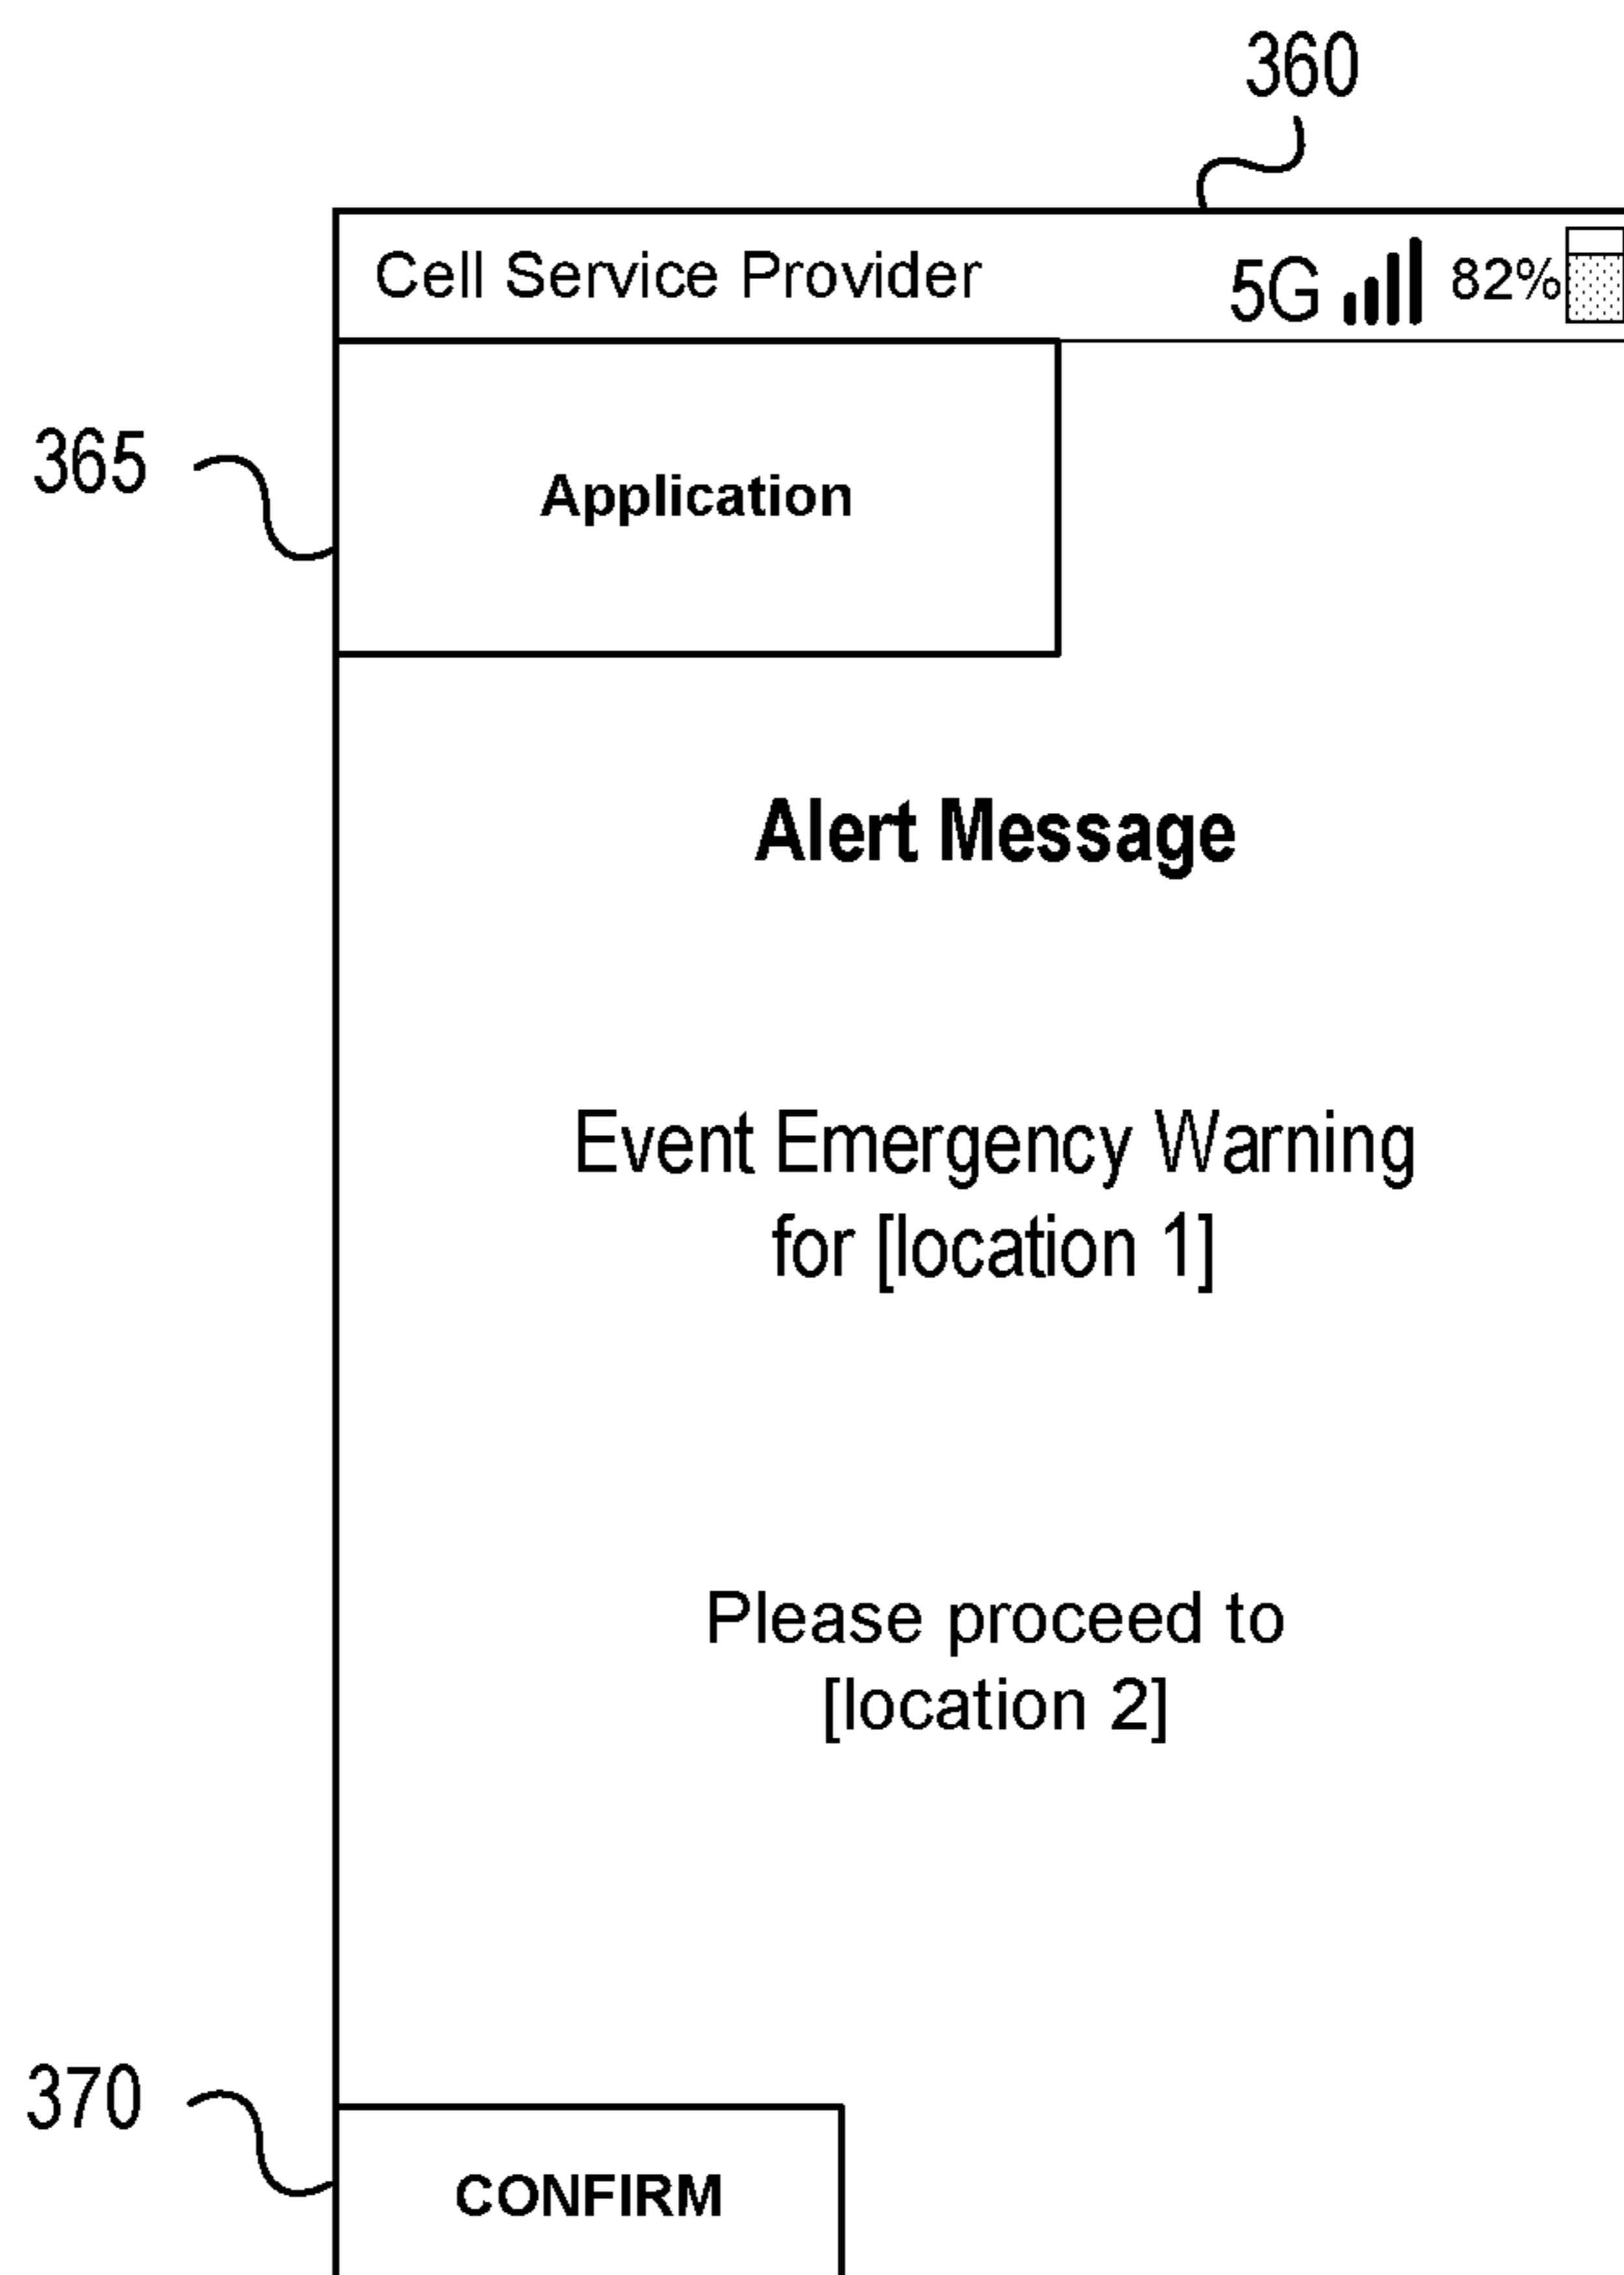 360
Cell Service Provider 5G 82%
365
Application
Alert Message
Event Emergency Warning
for [location 1]
Please proceed to
[location 2]
370
CONFIRM